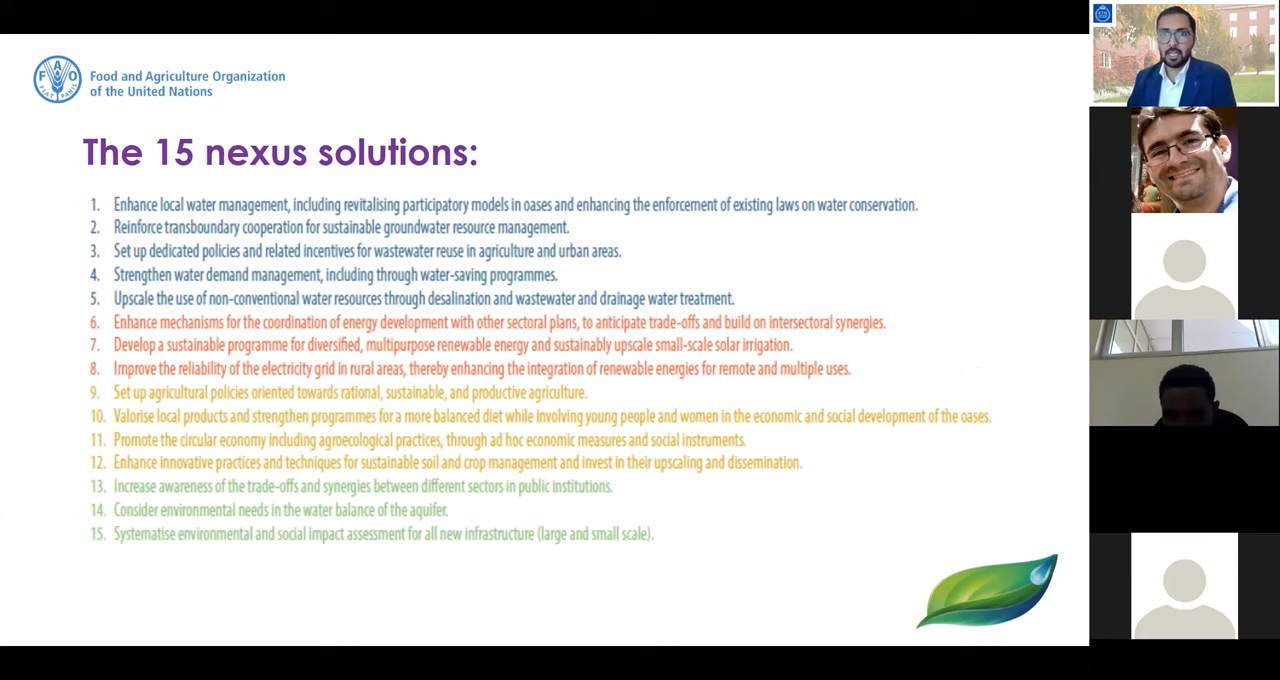 FAO
FIAT PANIS
Food and Agriculture Organization
of the United Nations
The 15 nexus solutions:
1. Enhance local water management, including revitalising participatory models in oases and enhancing the enforcement of existing laws on water conservation.
2. Reinforce transboundary cooperation for sustainable groundwater resource management.
3. Set up dedicated policies and related incentives for wastewater reuse in agriculture and urban areas.
4. Strengthen water demand management, including through water-saving programmes.
5. Upscale the use of non-conventional water resources through desalination and wastewater and drainage water treatment.
6. Enhance mechanisms for the coordination of energy development with other sectoral plans, to anticipate trade-offs and build on intersectoral synergies.
7. Develop a sustainable programme for diversified, multipurpose renewable energy and sustainably upscale small-scale solar irrigation.
8. Improve the reliability of the electricity grid in rural areas, thereby enhancing the integration of renewable energies for remote and multiple uses.
9. Set up agricultural policies oriented towards rational, sustainable, and productive agriculture.
10. Valorise local products and strengthen programmes for a more balanced diet while involving young people and women in the economic and social development of the oases.
11. Promote the circular economy including agroecological practices, through ad hoc economic measures and social instruments.
12. Enhance innovative practices and techniques for sustainable soil and crop management and invest in their upscaling and dissemination.
13. Increase awareness of the trade-offs and synergies between different sectors in public institutions.
14. Consider environmental needs in the water balance of the aquifer.
15. Systematise environmental and social impact assessment for all new infrastructure (large and small scale).
KTH